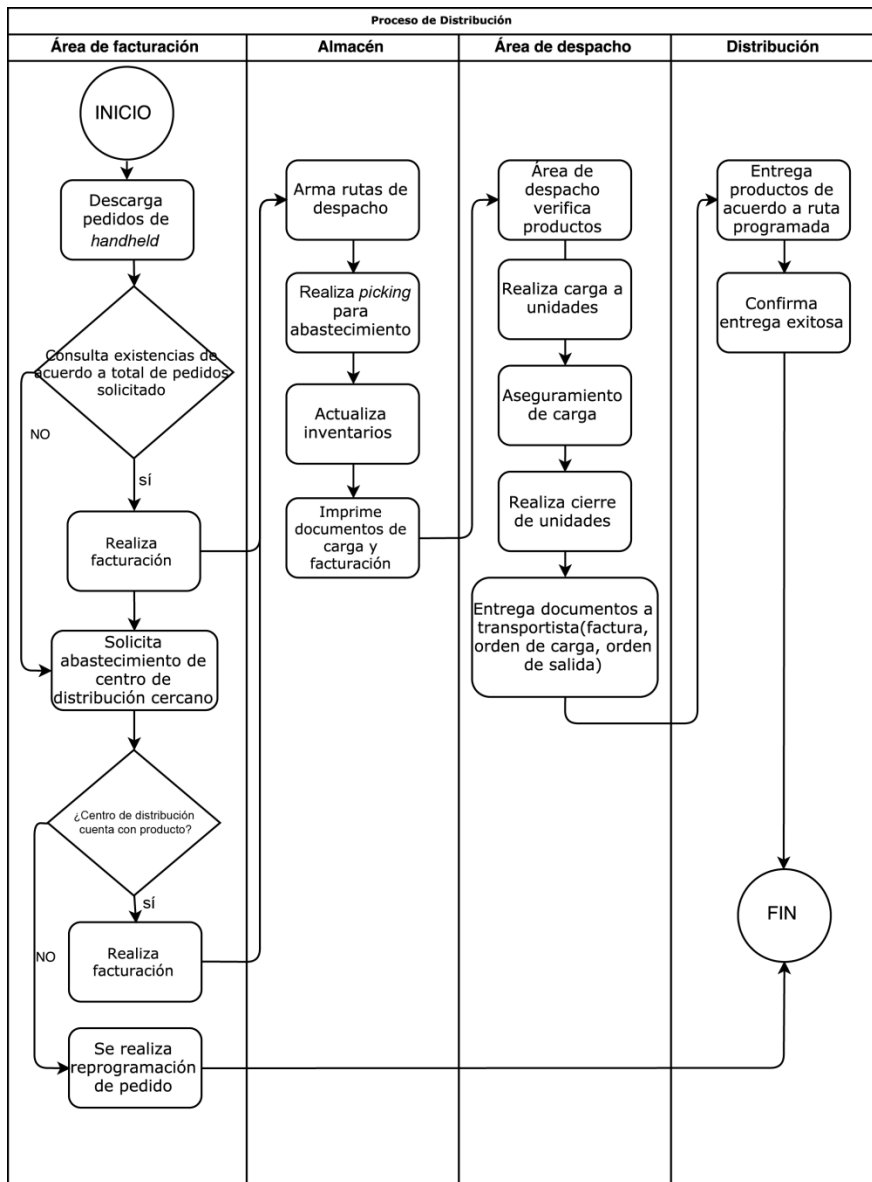 Proceso de Distribución
Área de facturación
Almacén
Área de despacho
Distribución
INICIO
Descarga
pedidos de
handheld
Consulta existencias de
acuerdo a total de pedidos
solicitado
NO
sí
Realiza
facturación
Solicita
abastecimiento de
centro de
distribución cercano
¿Centro de distribución
cuenta con producto?
sí
NO
Realiza
facturación
Se realiza
reprogramación
de pedido
Arma rutas de
despacho
Realiza picking
para
abastecimiento
Actualiza
inventarios
Imprime
documentos de
carga y
facturación
Área de
despacho
verifica
productos
Realiza carga a
unidades
Aseguramiento
de carga
Realiza cierre
de unidades
Entrega documentos a
transportista(factura,
orden de carga, orden
de salida)
Entrega
productos de
acuerdo a ruta
programada
Confirma
entrega exitosa
FIN